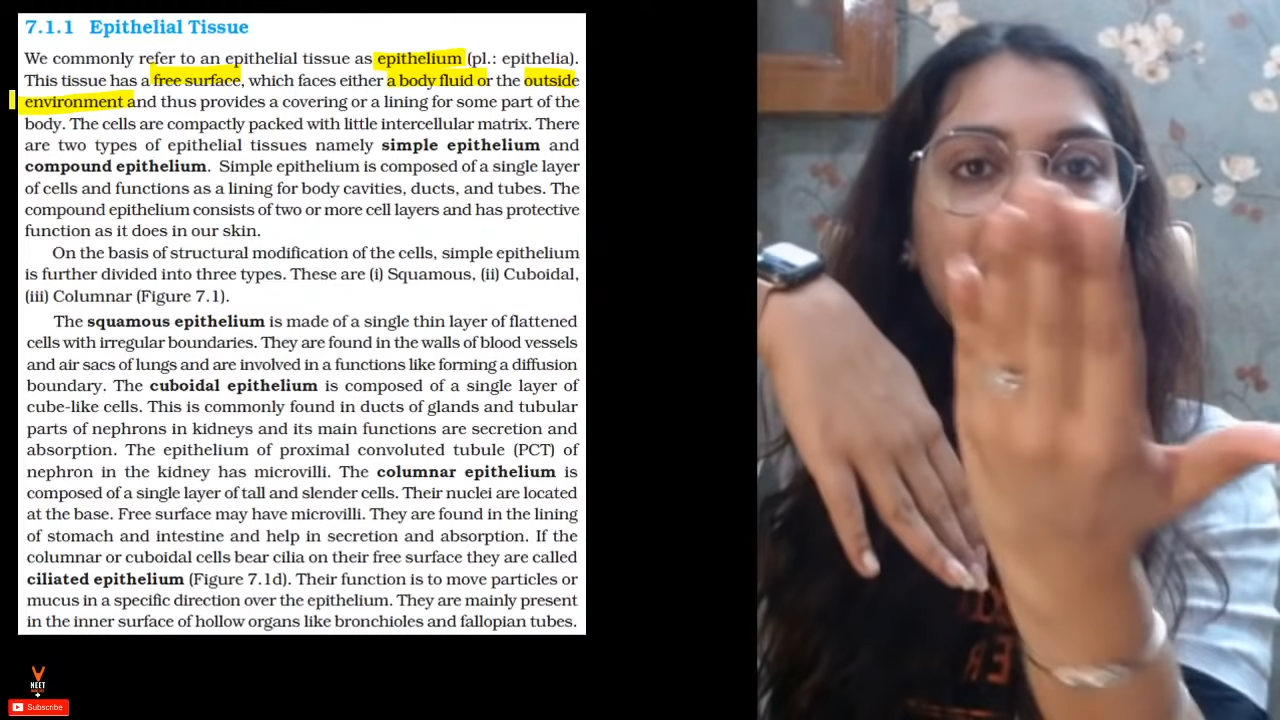 7.1.1 Epithelial Tissue
We commonly refer to an epithelial tissue as epithelium (pl.: epithelia).
This tissue has a free surface, which faces either a body fluid or the outside
environment and thus provides a covering or a lining for some part of the
body. The cells are compactly packed with little intercellular matrix. There
are two types of epithelial tissues namely simple epithelium and
compound epithelium. Simple epithelium is composed of a single layer
of cells and functions as a lining for body cavities, ducts, and tubes. The
compound epithelium consists of two or more cell layers and has protective
function as it does in our skin.
On the basis of structural modification of the cells, simple epithelium
is further divided into three types. These are (i) Squamous, (ii) Cuboidal,
(iii) Columnar (Figure 7.1).
The squamous epithelium is made of a single thin layer of flattened
cells with irregular boundaries. They are found in the walls of blood vessels
and air sacs of lungs and are involved in a functions like forming a diffusion
boundary. The cuboidal epithelium is composed of a single layer of
cube-like cells. This is commonly found in ducts of glands and tubular
parts of nephrons in kidneys and its main functions are secretion and
absorption. The epithelium of proximal convoluted tubule (PCT) of
nephron in the kidney has microvilli. The columnar epithelium is
composed of a single layer of tall and slender cells. Their nuclei are located
at the base. Free surface may have microvilli. They are found in the lining
of stomach and intestine and help in secretion and absorption. If the
columnar or cuboidal cells bear cilia on their free surface they are called
ciliated epithelium (Figure 7.1d). Their function is to move particles or
mucus in a specific direction over the epithelium. They are mainly present
in the inner surface of hollow organs like bronchioles and fallopian tubes.
NEET
Subscribe